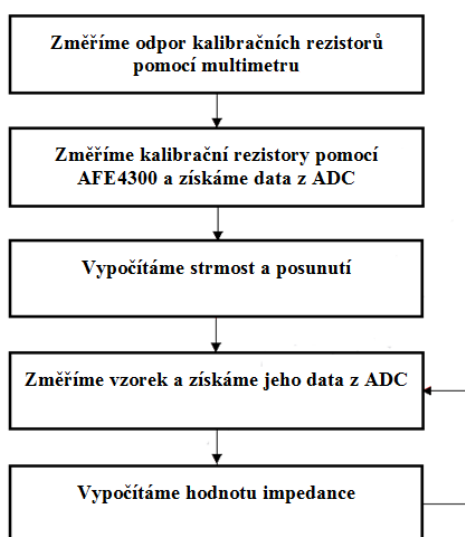 Změříme odpor kalibračních rezistorů
pomocí multimetru
Změříme kalibrační rezistory pomocí
AFE4300 a získáme data z ADC
Vypočítáme strmost a posunutí
Změříme vzorek a získáme jeho data z ADC
Vypočítáme hodnotu impedance